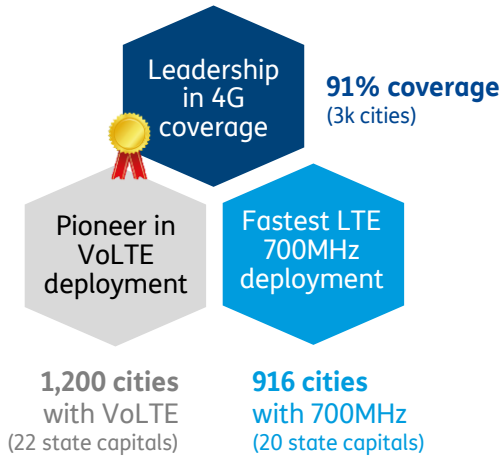 Leadership
in 4G
coverage
91% coverage
(3k cities)
Pioneer in
VoLTE
deployment
Fastest LTE
700MHz
deployment
1,200 cities
with VoLTE
(22 state capitals)
916 cities
with 700MHz
(20 state capitals)